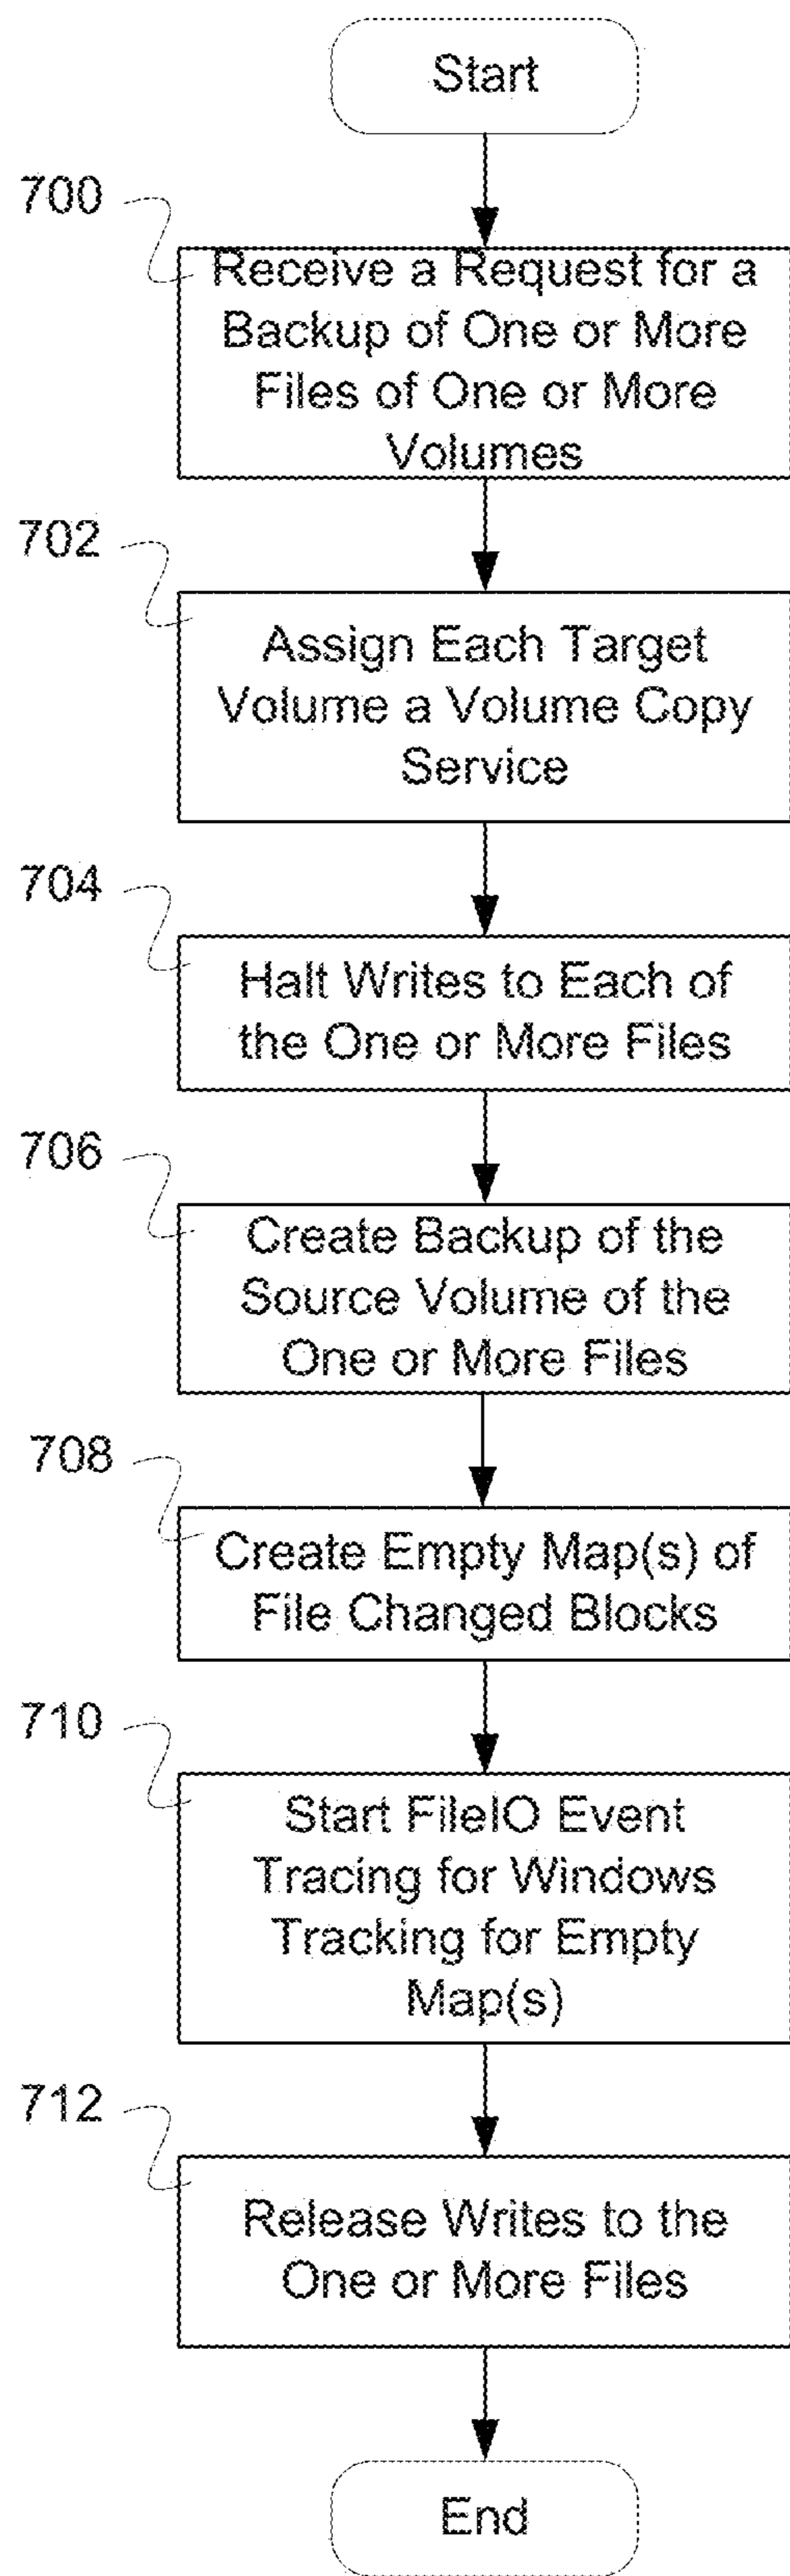 Start
700
Receive a Request for a
Backup of One or More
Files of One or More
Volumes
702
Assign Each Target
Volume a Volume Copy
Service
704
Halt Writes to Each of
the One or More Files
706
Create Backup of the
Source Volume of the
One or More Files
708
Create Empty Map(s) of
File Changed Blocks
710
Start FileIO Event
Tracing for Windows
Tracking for Empty
Map(s)
712
Release Writes to the
One or More Files
End